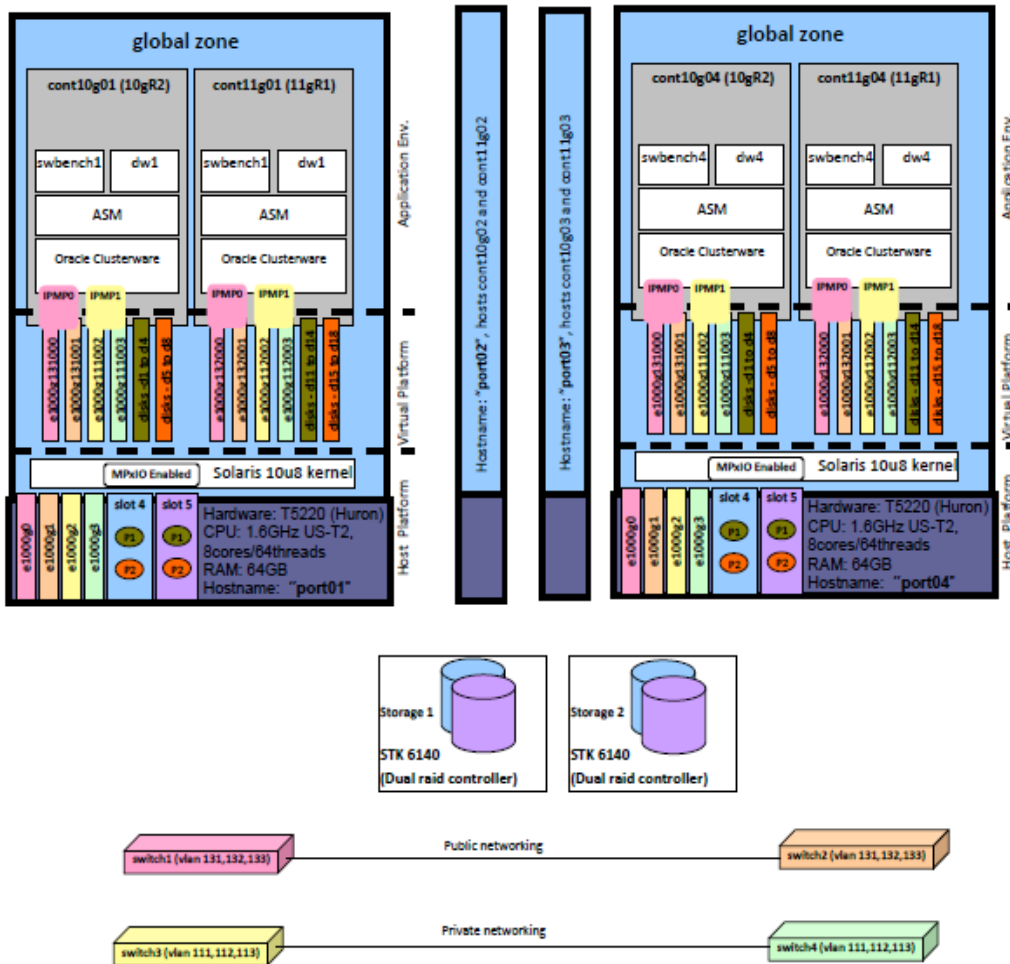 global zone
cont10g01 (10gR2)
cont11g01 (11gR1)
swbench1
dw1
swbench1
dw1
ASM
ASM
Oracle Clusterware
Oracle Clusterware
IPMP0
IPMP1
IPMP0
IPMP1
e1000g131000
e1000g131001
e1000g111002
e1000g111003
disks - d1 to d4
disks - d5 to d8
e1000g132000
e1000g132001
e1000g112002
e1000g112003
disks - d11 to d14
disks - d15 to d18
MPxIO Enabled
Solaris 10u8 kernel
e1000g0
e1000g1
e1000g2
e1000g3
slot 4
P1
P2
slot 5
P1
P2
Hardware: T5220 (Huron)
CPU: 1.6GHz US-T2,
8cores/64threads
RAM: 64GB
Hostname: "port01"
Application Env.
Virtual Platform
Host Platform
Hostname: "port02", hosts cont10g02 and cont11g02
Hostname: "port03", hosts cont10g03 and cont11g03
global zone
cont10g04 (10gR2)
cont11g04 (11gR1)
swbench4
dw4
swbench4
dw4
ASM
ASM
Oracle Clusterware
Oracle Clusterware
IPMP0
IPMP1
IPMP0
IPMP1
e1000g131000
e1000g131001
e1000g111002
e1000g111003
disks - d1 to d4
disks - d5 to d8
e1000g132000
e1000g132001
e1000g112002
e1000g112003
disks - d11 to d14
disks - d15 to d18
MPxIO Enabled
Solaris 10u8 kernel
e1000g0
e1000g1
e1000g2
e1000g3
slot 4
P1
P2
slot 5
P1
P2
Hardware: T5220 (Huron)
CPU: 1.6GHz US-T2,
8cores/64threads
RAM: 64GB
Hostname: "port04"
Application Env.
Virtual Platform
Host Platform
Storage 1
STK 6140
(Dual raid controller)
Storage 2
STK 6140
(Dual raid controller)
switch1 (vlan 131,132,133)
Public networking
switch2 (vlan 131,132,133)
switch3 (vlan 111,112,113)
Private networking
switch4 (vlan 111,112,113)